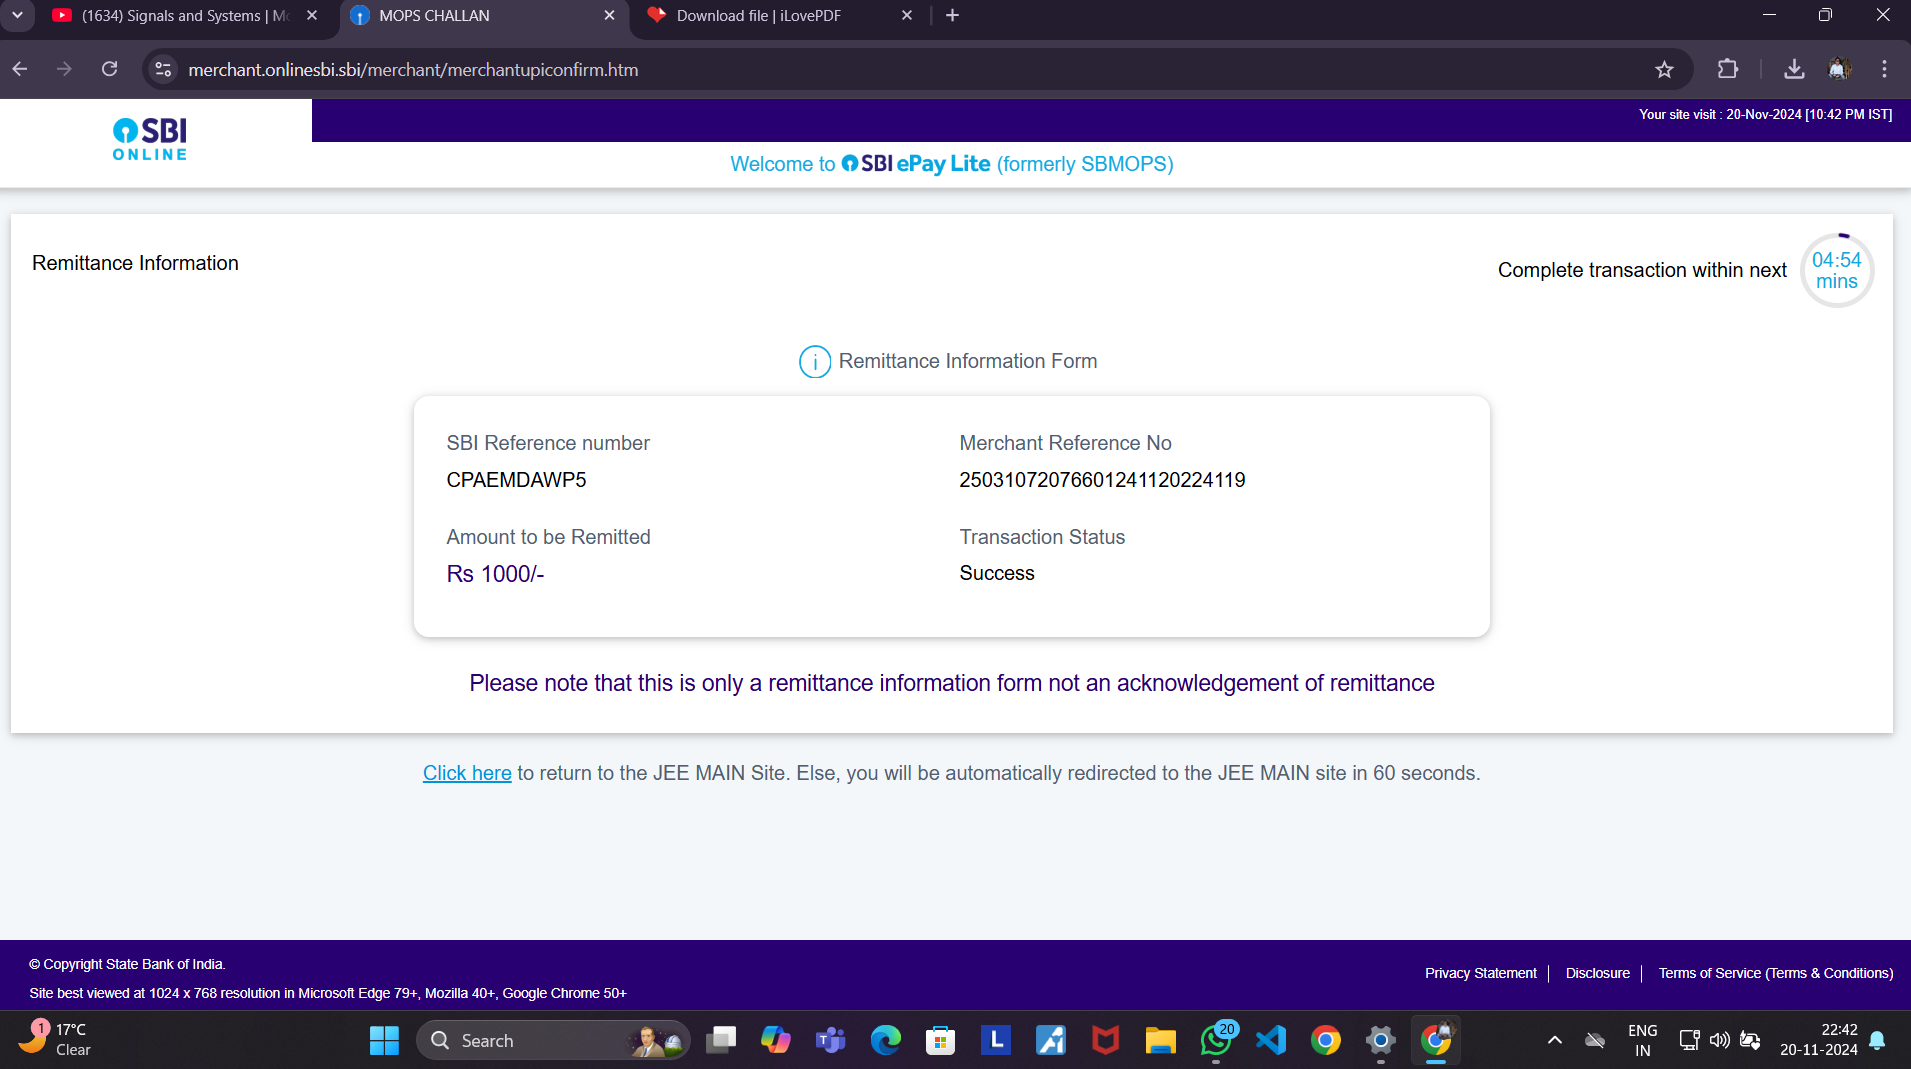 (1634) Signals and Systems | Mo
MOPS CHALLAN
Download file | iLovePDF
merchant.onlinesbi.sbi/merchant/merchantupiconfirm.htm
SBI
ONLINE
Your site visit : 20-Nov-2024 [10:42 PM IST]
Welcome to SBI ePay Lite (formerly SBMOPS)
Remittance Information
Complete transaction within next
04:54
mins
i Remittance Information Form
SBI Reference number
CPAEMDAWP5
Merchant Reference No
25031072076601241120224119
Amount to be Remitted
Rs 1000/-
Transaction Status
Success
Please note that this is only a remittance information form not an acknowledgement of remittance
Click here to return to the JEE MAIN Site. Else, you will be automatically redirected to the JEE MAIN site in 60 seconds.
© Copyright State Bank of India.
Site best viewed at 1024 x 768 resolution in Microsoft Edge 79+, Mozilla 40+, Google Chrome 50+
Privacy Statement
Disclosure
Terms of Service (Terms & Conditions)
1
17°C
Clear
Search
T
L
20
ENG
IN
22:42
20-11-2024